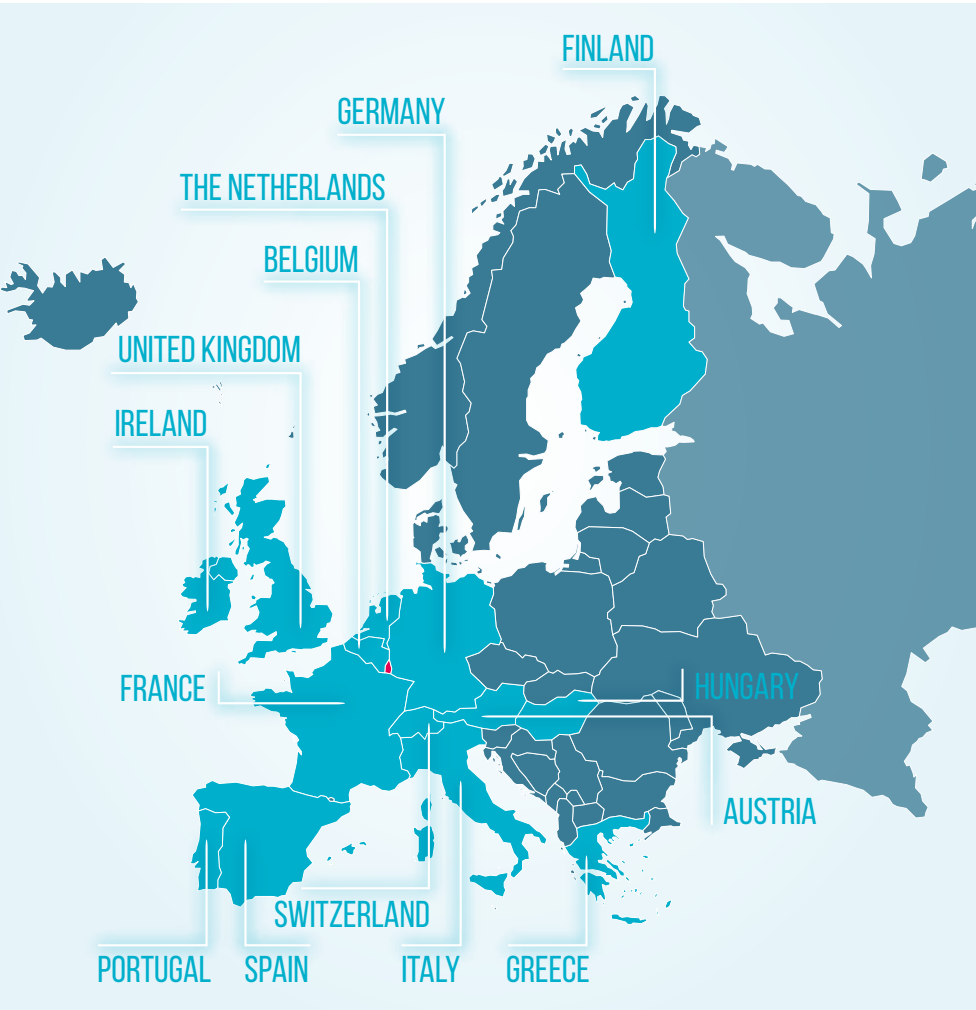 FINLAND
GERMANY
THE NETHERLANDS
BELGIUM
UNITED KINGDOM
IRELAND
FRANCE
HUNGARY
AUSTRIA
SWITZERLAND
PORTUGAL
SPAIN
ITALY
GREECE